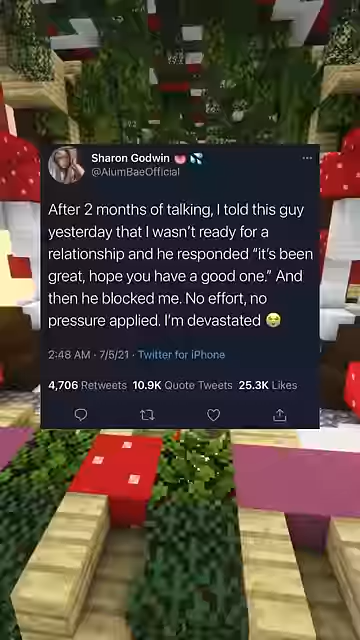 Sharon Godwin 👅 💦
@AlumBaeOfficial
After 2 months of talking, I told this guy
yesterday that I wasn’t ready for a
relationship and he responded “it’s been
great, hope you have a good one.” And
then he blocked me. No effort, no
pressure applied. I’m devastated 😭
2:48 AM · 7/5/21 · Twitter for iPhone
4,706 Retweets 10.9K Quote Tweets 25.3K Likes